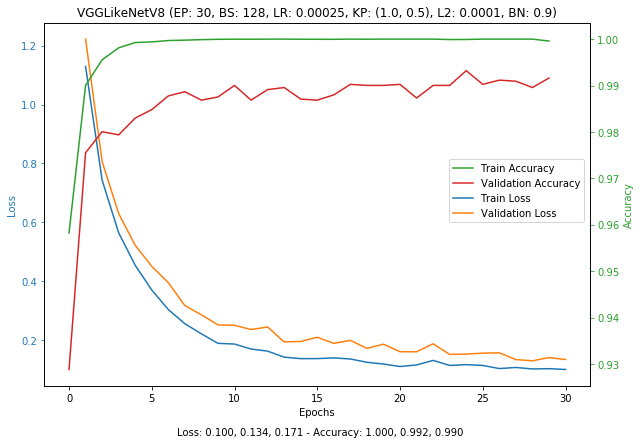 VGGLikeNetV8 (EP: 30, BS: 128, LR: 0.00025, KP: (1.0, 0.5), L2: 0.0001, BN: 0.9)
1.2
1.0
0.8
0.6
0.4
0.2
Loss
1.00
0.99
0.98
0.97
0.96
0.95
0.94
0.93
Accuracy
Train Accuracy
Validation Accuracy
Train Loss
Validation Loss
0 5 10 15 20 25 30
Epochs
Loss: 0.100, 0.134, 0.171 - Accuracy: 1.000, 0.992, 0.990